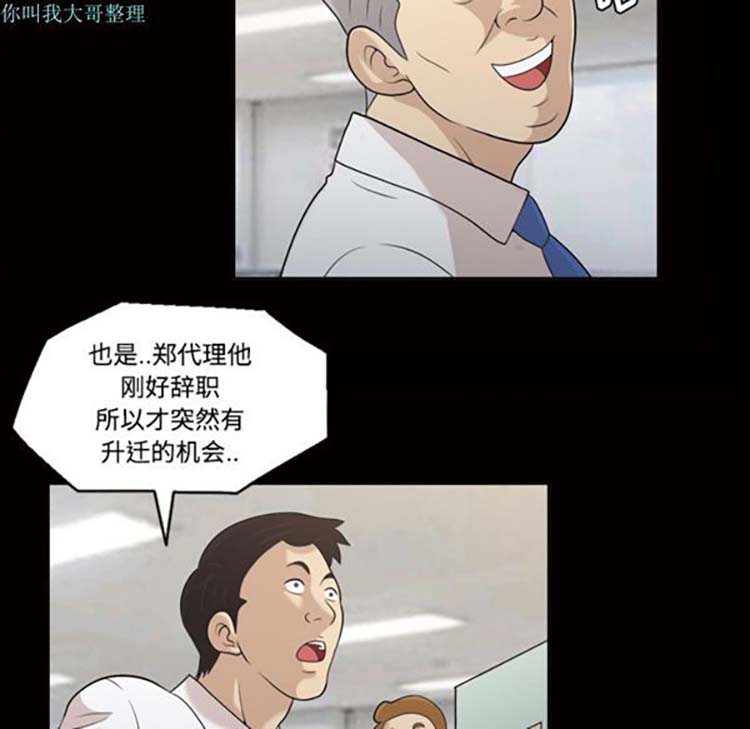 你叫我大哥整理
吧
也是..郑代理他
刚好辞职
所以才突然有
升迁的机会..